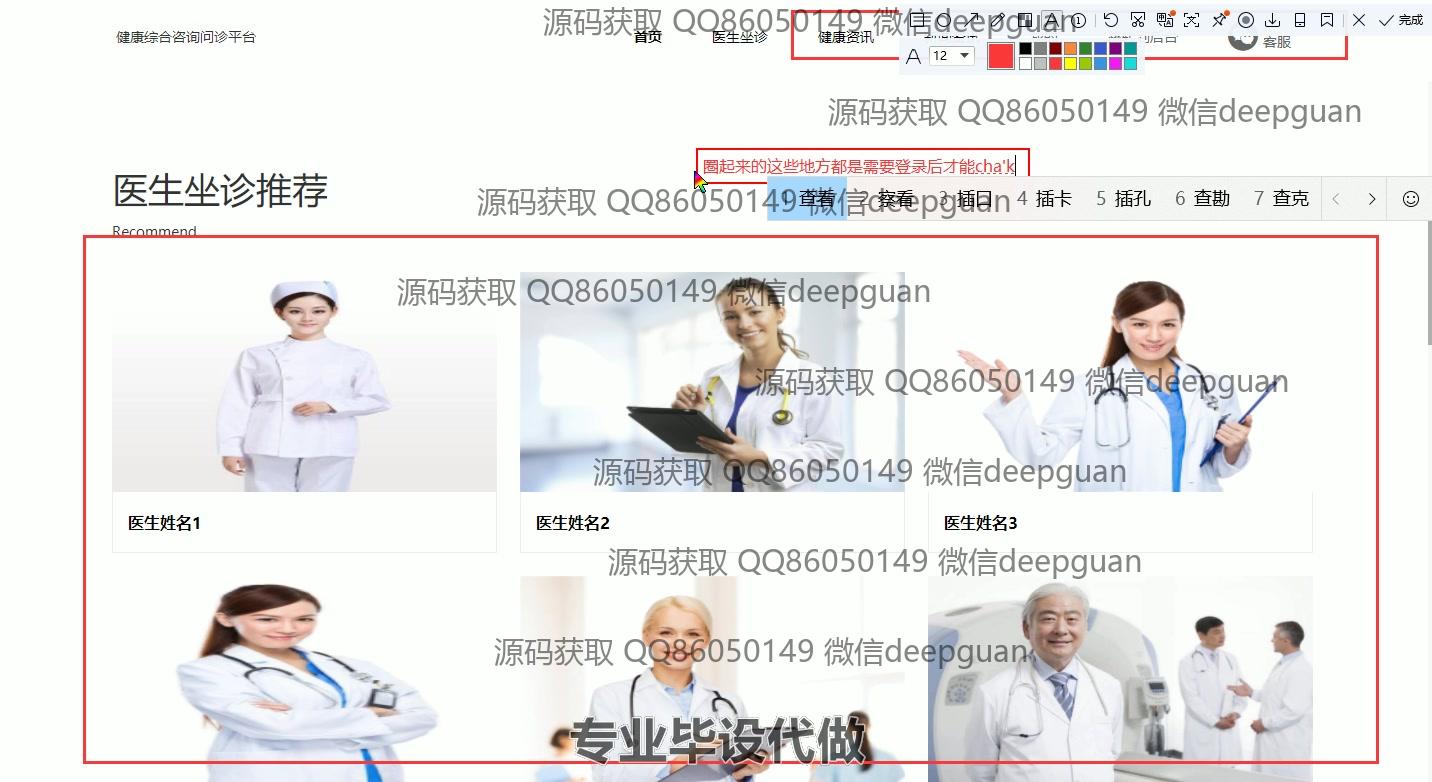 源码获取 QQ86050149 微信deepguan
完成
健康综合咨询问诊平台
首页
医生坐诊
健康资讯
客服
12
源码获取 QQ86050149 微信deepguan
圈起来的这些地方都是需要登录后才能cha'k
医生坐诊推荐
源码获取 QQ86050149 微信deepguan
1 查看 2 察看 3 插口 4 插卡 5 插孔 6 查勘 7 查克
Recommend
源码获取 QQ86050149 微信deepguan
源码获取 QQ86050149 微信deepguan
源码获取 QQ86050149 微信deepguan
医生姓名1
医生姓名2
医生姓名3
源码获取 QQ86050149 微信deepguan
源码获取 QQ86050149 微信deepguan
专业毕设代做